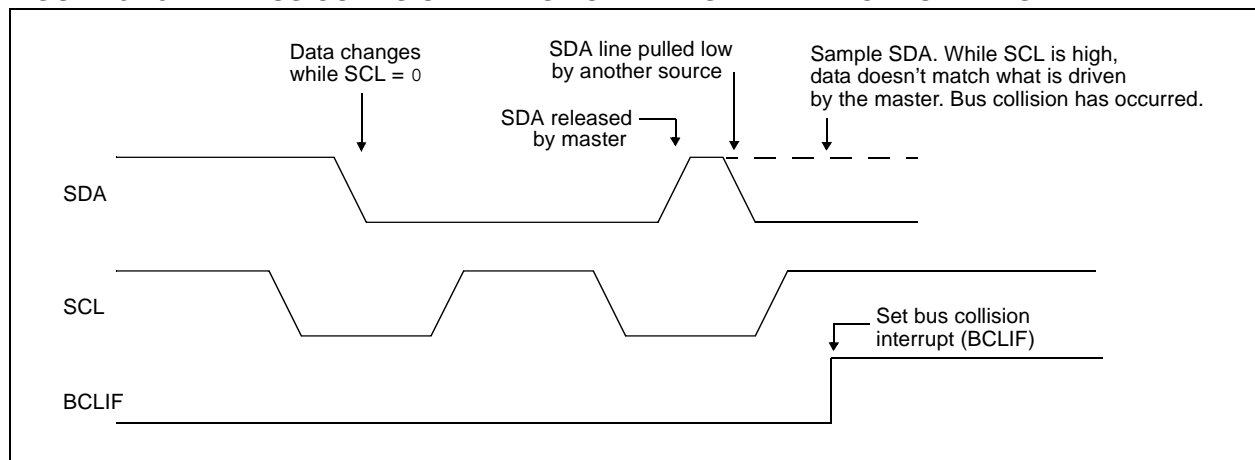 Data changes
while SCL = 0
SDA line pulled low
by another source
Sample SDA. While SCL is high,
data doesn't match what is driven
by the master. Bus collision has occurred.
SDA released
by master
SDA
SCL
Set bus collision
interrupt (BCLIF)
BCLIF